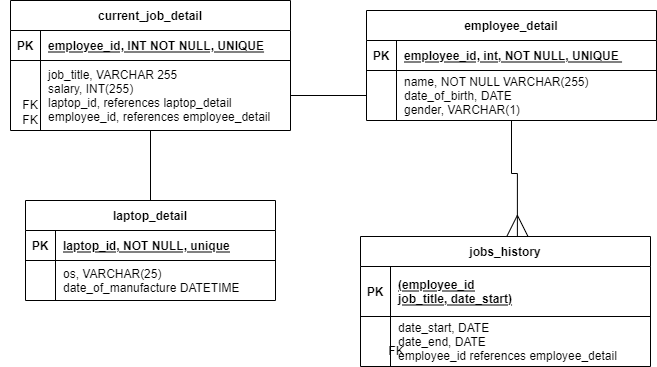 current_job_detail
PK employee_id, INT NOT NULL, UNIQUE
job_title, VARCHAR 255
salary, INT(255)
FK laptop_id, references laptop_detail
FK employee_id, references employee_detail
employee_detail
PK employee_id, int, NOT NULL, UNIQUE
name, NOT NULL VARCHAR(255)
date_of_birth, DATE
gender, VARCHAR(1)
laptop_detail
PK laptop_id, NOT NULL, unique
os, VARCHAR(25)
date_of_manufacture DATETIME
jobs_history
PK (employee_id
job_title, date_start)
date_start, DATE
date_end, DATE
FK employee_id references employee_detail